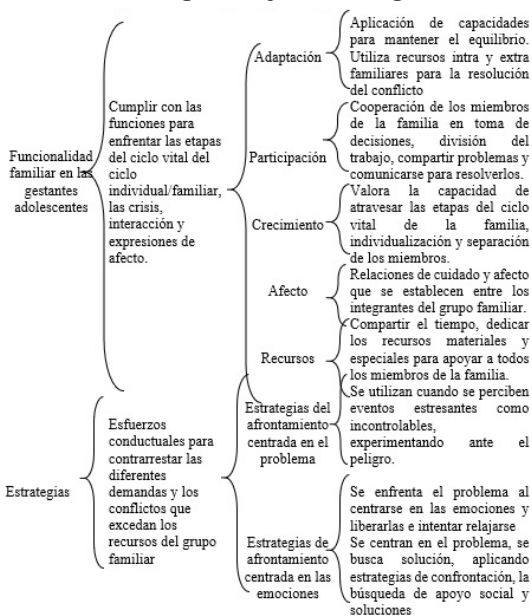 Funcionalidad
familiar en las
gestantes
adolescentes
Cumplir con las
funciones para
enfrentar las etapas
del ciclo vital del
ciclo
individual/familiar,
las crisis,
interacción y
expresiones de
afecto.
Adaptación
Aplicación de capacidades
para mantener el equilibrio.
Utiliza recursos intra y extra
familiares para la resolución
del conflicto
Participación
Cooperación de los miembros
de la familia en toma de
decisiones, división del
trabajo, compartir problemas y
comunicarse para resolverlos.
Crecimiento
Valora la capacidad de
atravesar las etapas del ciclo
vital de la familia,
individualización y separación
de los miembros.
Afecto
Relaciones de cuidado y afecto
que se establecen entre los
integrantes del grupo familiar.
Recursos
Compartir el tiempo, dedicar
los recursos materiales y
especiales para apoyar a todos
los miembros de la familia.
Estrategias
Esfuerzos
conductuales para
contrarrestar las
diferentes
demandas y los
conflictos que
excedan los
recursos del grupo
familiar
Estrategias del
afrontamiento
centrada en el
problema
Se utilizan cuando se perciben
eventos estresantes como
incontrolables,
experimentando ante el
peligro.
Estrategias de
afrontamiento
centrada en las
emociones
Se enfrenta el problema al
centrarse en las emociones y
liberarlas e intentar relajarse
Se centran en el problema, se
busca solución, aplicando
estrategias de confrontación, la
búsqueda de apoyo social y
soluciones